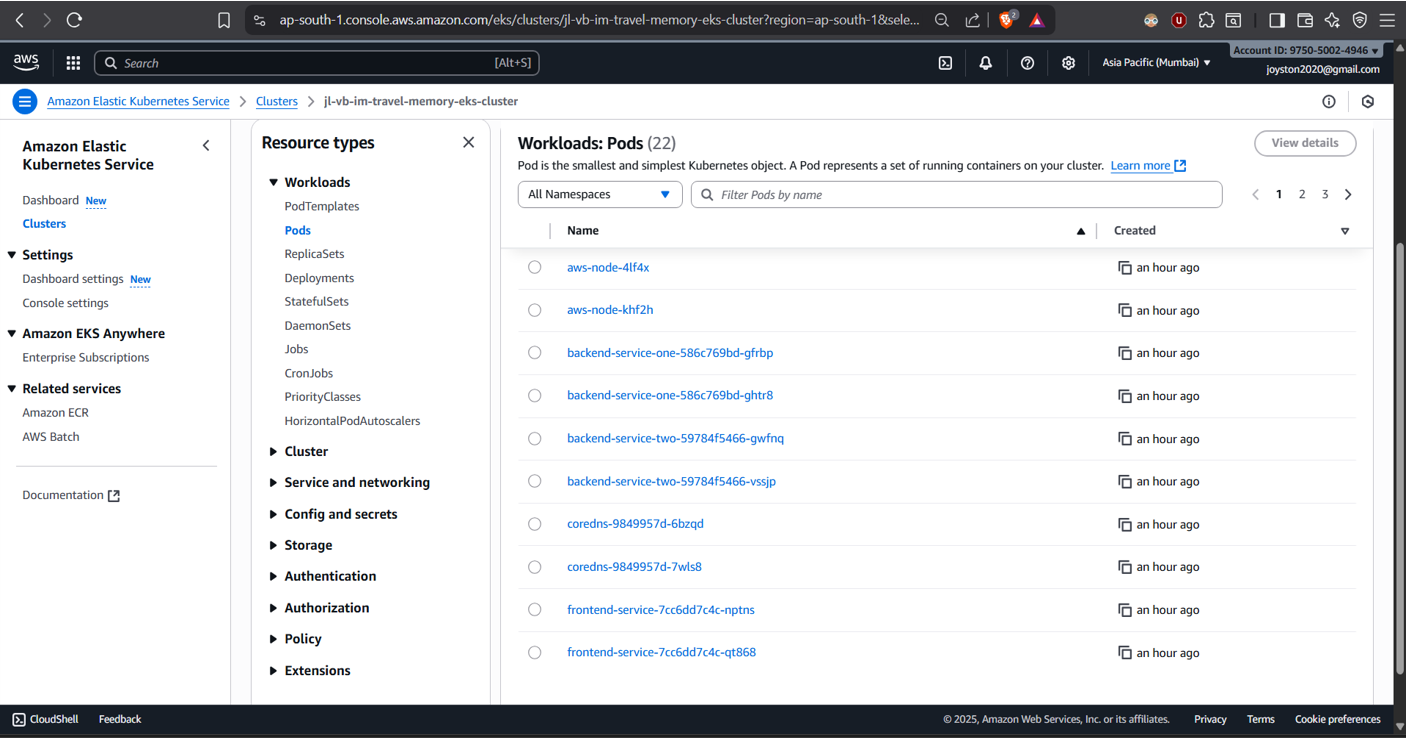 ap-south-1.console.aws.amazon.com/eks/clusters/jl-vb-im-travel-memory-eks-cluster?region=ap-south-1&sele...
2
U
aws
Search
[Alt+S]
Asia Pacific (Mumbai)
Account ID: 9750-5002-4946
joyston2020@gmail.com
Amazon Elastic Kubernetes Service
Clusters
jl-vb-im-travel-memory-eks-cluster
Amazon Elastic
Kubernetes Service
Dashboard New
Clusters
Settings
Dashboard settings New
Console settings
Amazon EKS Anywhere
Enterprise Subscriptions
Related services
Amazon ECR
AWS Batch
Documentation
Resource types
Workloads
PodTemplates
Pods
ReplicaSets
Deployments
StatefulSets
DaemonSets
Jobs
CronJobs
PriorityClasses
HorizontalPodAutoscalers
Cluster
Service and networking
Config and secrets
Storage
Authentication
Authorization
Policy
Extensions
Workloads: Pods (22)
View details
Pod is the smallest and simplest Kubernetes object. A Pod represents a set of running containers on your cluster. Learn more
All Namespaces
Filter Pods by name
1 2 3
Name Created
aws-node-4lf4x an hour ago
aws-node-khf2h an hour ago
backend-service-one-586c769bd-gfrbp an hour ago
backend-service-one-586c769bd-ghtr8 an hour ago
backend-service-two-59784f5466-gwfnq an hour ago
backend-service-two-59784f5466-vssjp an hour ago
coredns-9849957d-6bzqd an hour ago
coredns-9849957d-7wls8 an hour ago
frontend-service-7cc6dd7c4c-nptns an hour ago
frontend-service-7cc6dd7c4c-qt868 an hour ago
CloudShell Feedback
© 2025, Amazon Web Services, Inc. or its affiliates. Privacy Terms Cookie preferences